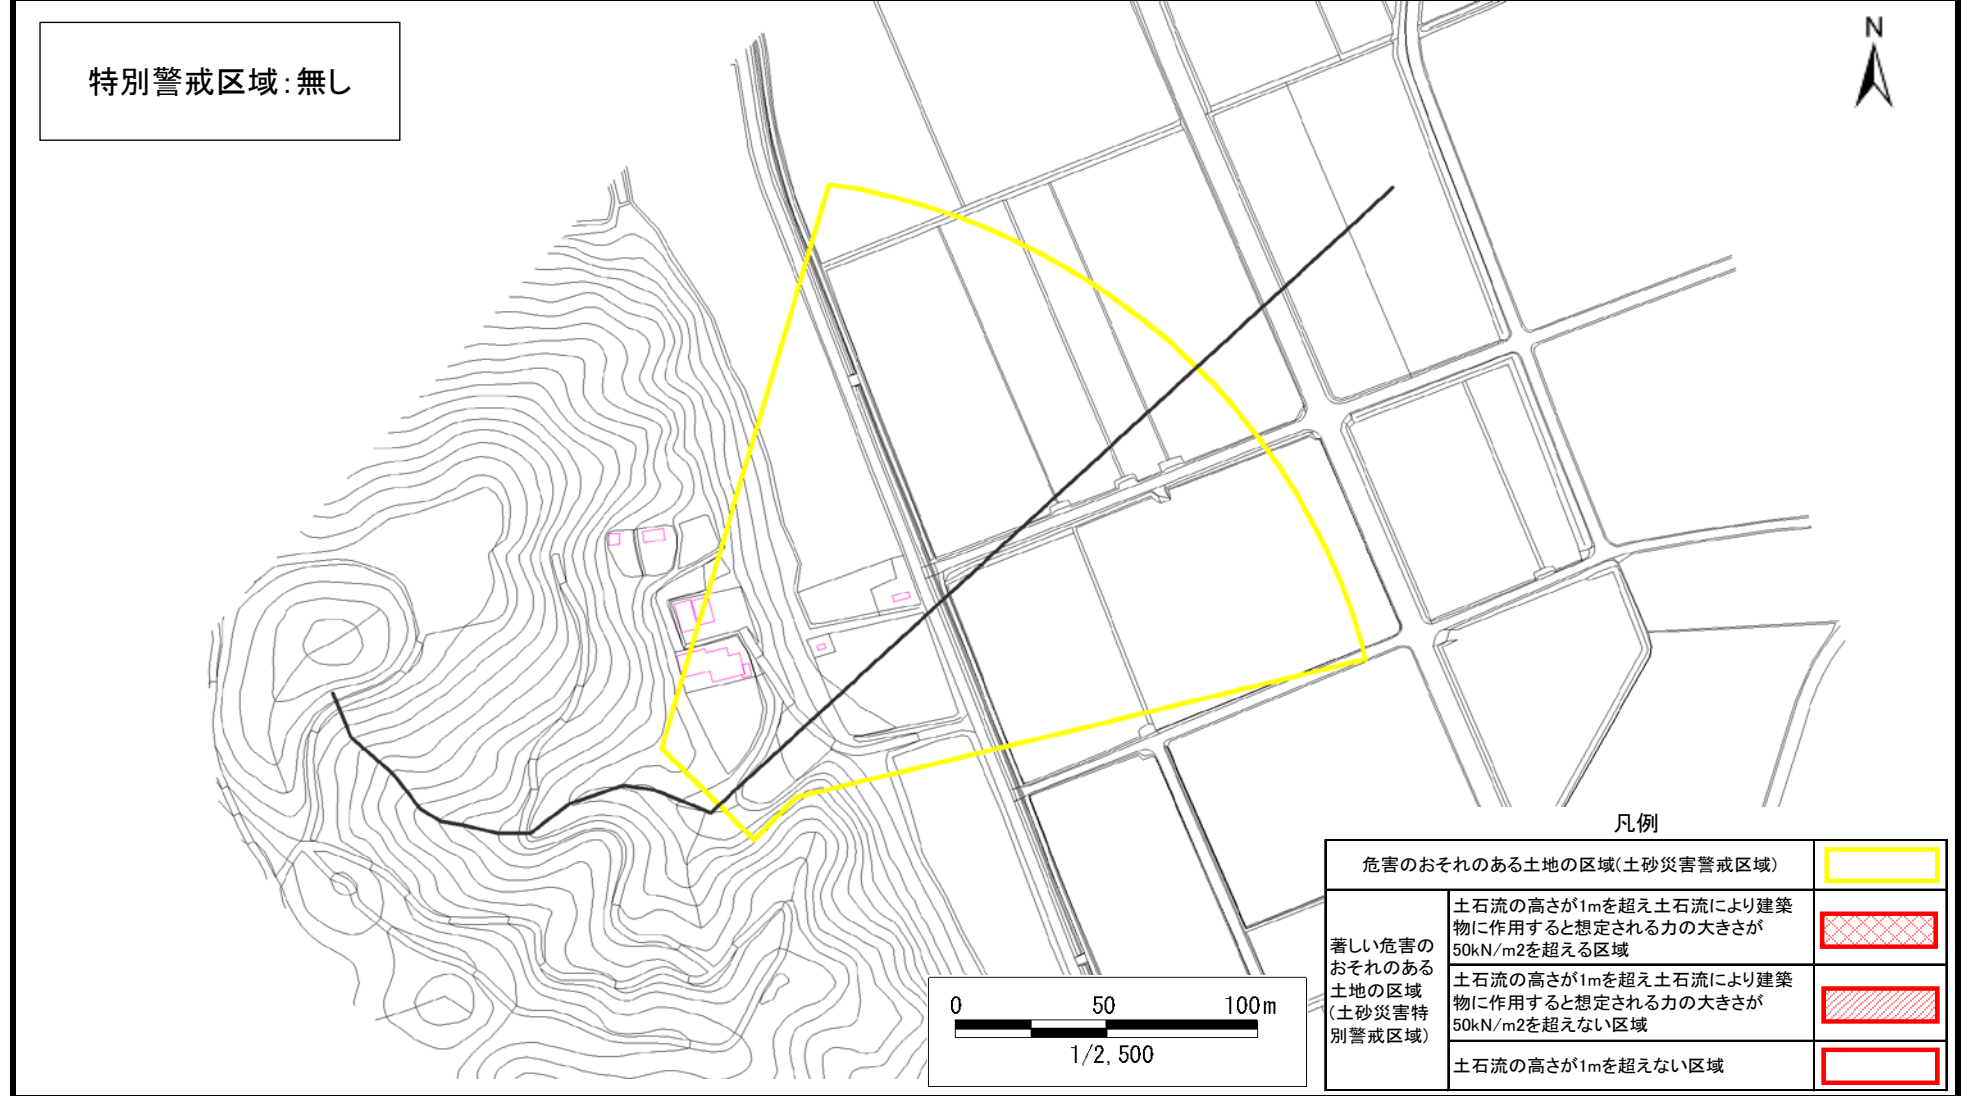 特別警戒区域：無し
N
凡例
危害のおそれのある土地の区域(土砂災害警戒区域)
著しい危害の
おそれのある
土地の区域
(土砂災害特
別警戒区域)
土石流の高さが1mを超え土石流により建築
物に作用すると想定される力の大きさが
50kN/m2を超える区域
土石流の高さが1mを超え土石流により建築
物に作用すると想定される力の大きさが
50kN/m2を超えない区域
土石流の高さが1mを超えない区域
0 50 100m
1/2,500